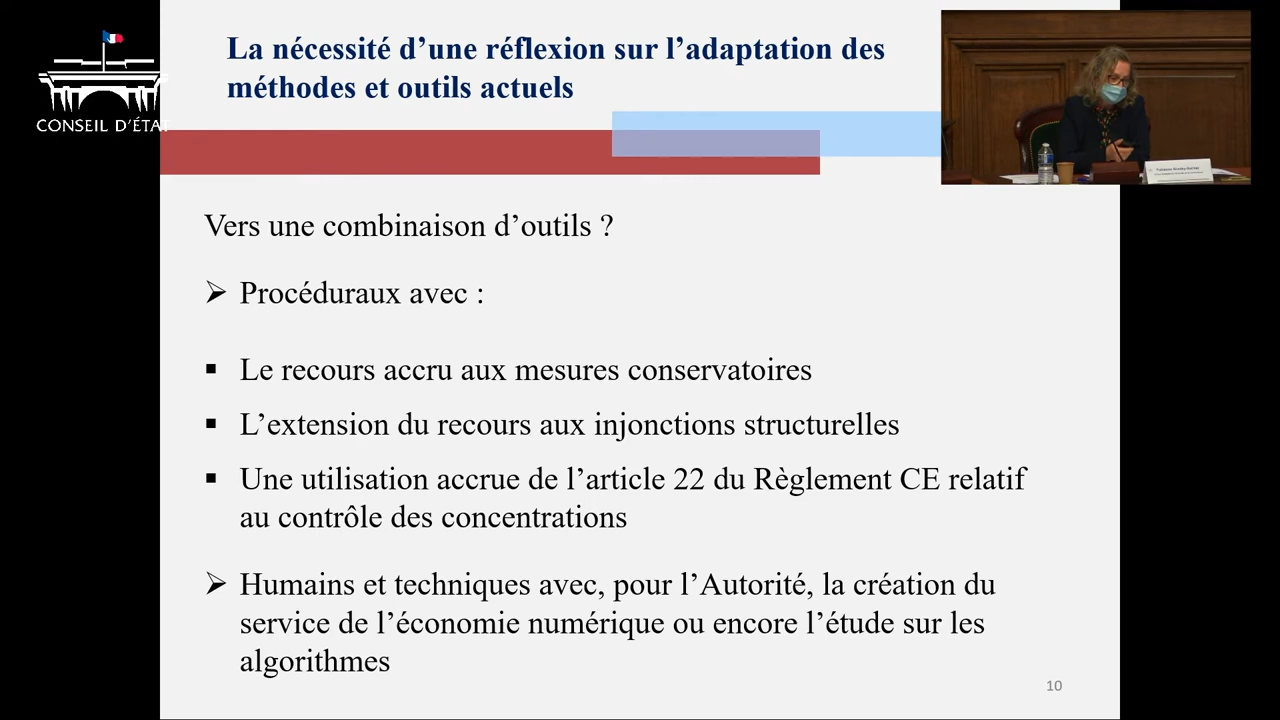 CONSEIL D'ÉTAT
La nécessité d’une réflexion sur l’adaptation des
méthodes et outils actuels
Vers une combinaison d’outils ?
➢ Procéduraux avec :
▪ Le recours accru aux mesures conservatoires
▪ L’extension du recours aux injonctions structurelles
▪ Une utilisation accrue de l’article 22 du Règlement CE relatif
au contrôle des concentrations
➢ Humains et techniques avec, pour l’Autorité, la création du
service de l’économie numérique ou encore l’étude sur les
algorithmes
10